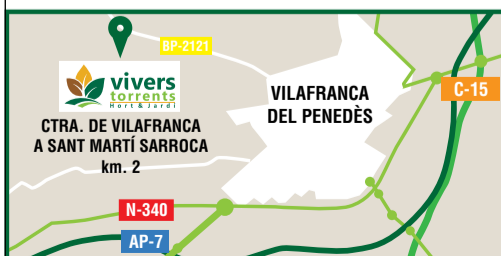 BP-2121
vivers
torrents
Hort & Jardí
CTRA. DE VILAFRANCA
A SANT MARTÍ SARROCA
km. 2
VILAFRANCA
DEL PENEDÈS
C-15
N-340
AP-7